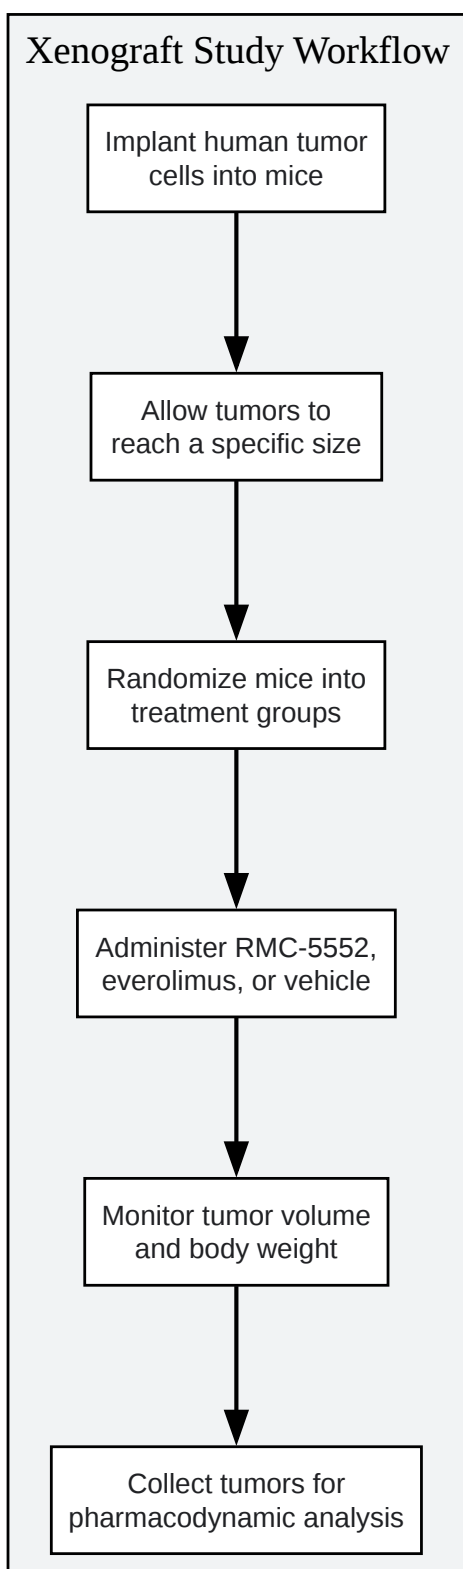 Xenograft Study Workflow
Implant human tumor
cells into mice
Allow tumors to
reach a specific size
Randomize mice into
treatment groups
Administer RMC-5552,
everolimus, or vehicle
Monitor tumor volume
and body weight
Collect tumors for
pharmacodynamic analysis